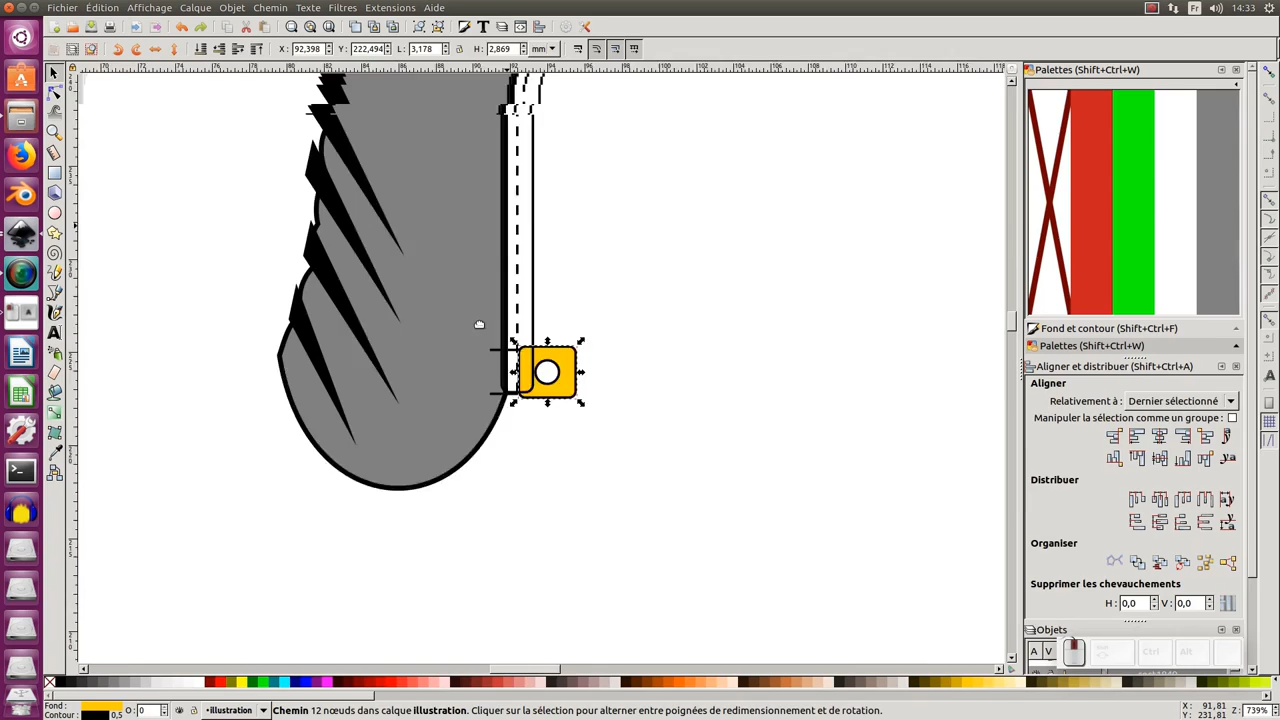 Fichier Édition Affichage Calque Objet Chemin Texte Filtres Extensions Aide
Fr 14:33
X: 92,398 Y: 222,494 L: 3,178 H: 2,869 mm
Palettes (Shift+Ctrl+W)
Fond et contour (Shift+Ctrl+F)
Palettes (Shift+Ctrl+W)
Aligner et distribuer (Shift+Ctrl+A)
Aligner
Relativement à : Dernier sélectionné
Manipuler la sélection comme un groupe :
Distribuer
Organiser
Supprimer les chevauchements
H : 0,0 V : 0,0
Objets
A V
Ctrl Alt
Fond :
Contour : 0,5
O: 0
illustration
Chemin 12 nœuds dans calque illustration. Cliquer sur la sélection pour alterner entre poignées de redimensionnement et de rotation.
X: 91,81
Y: 231,81
Z: 739%